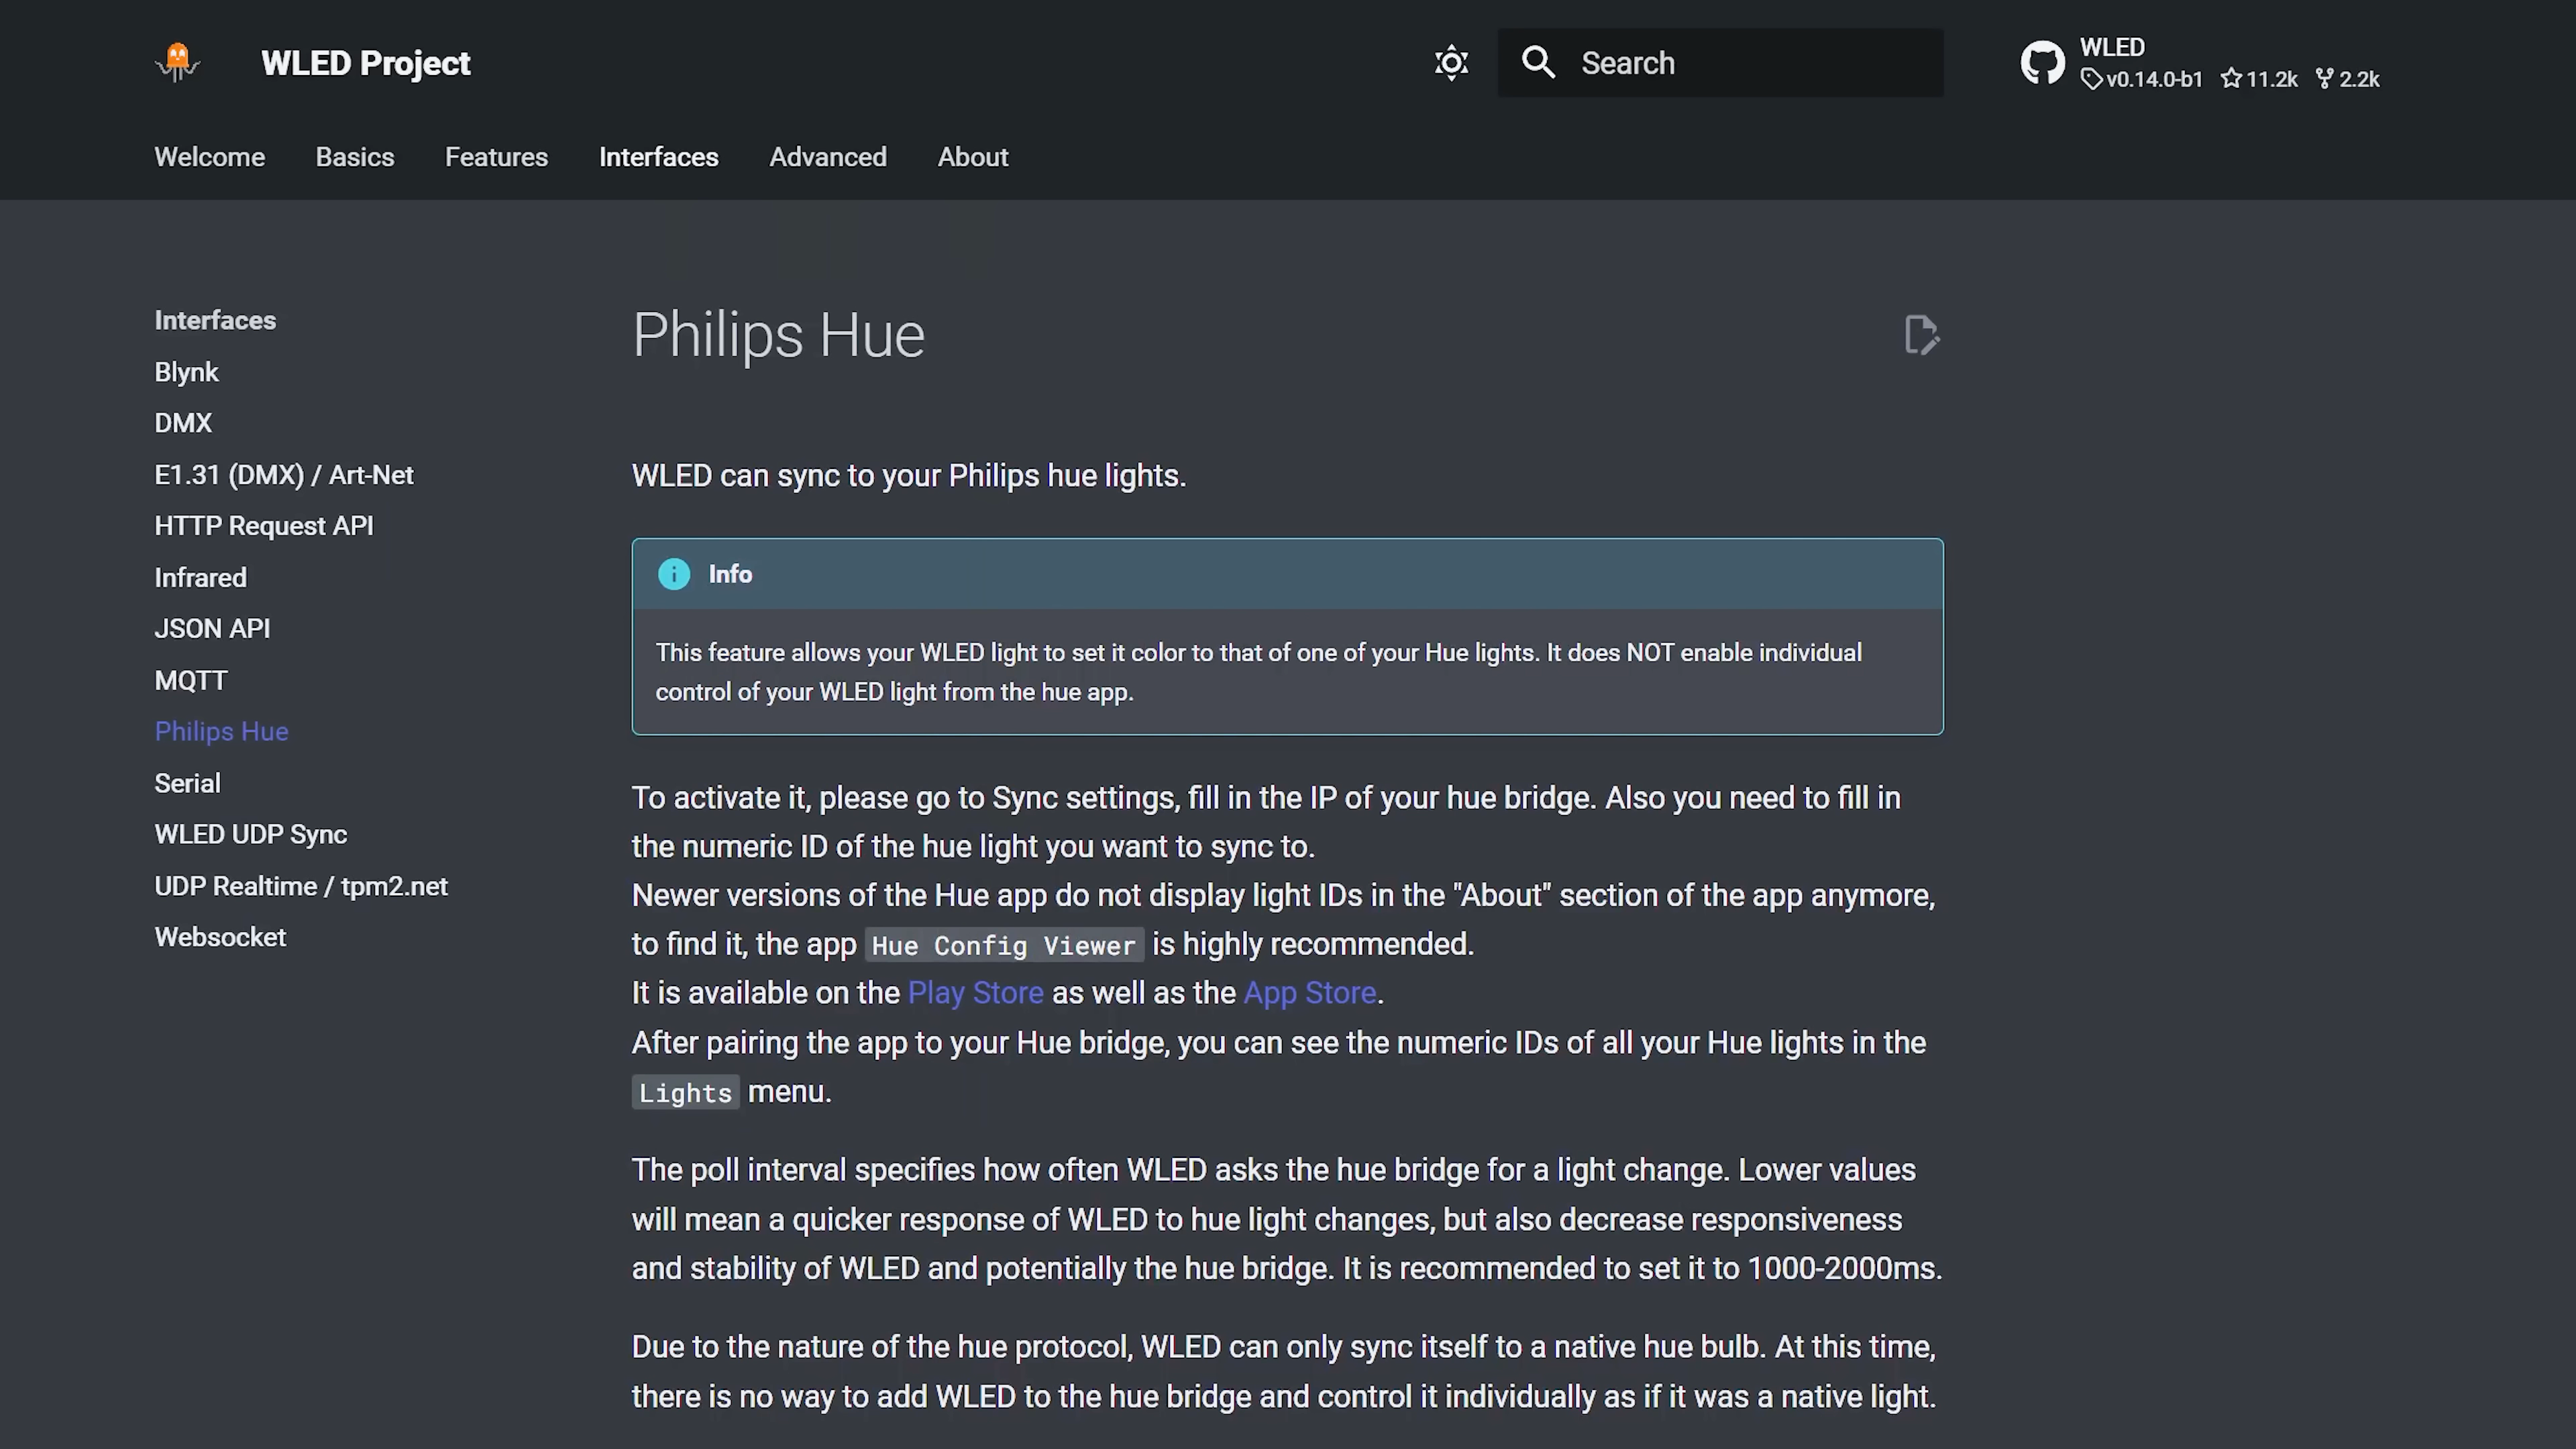 WLED Project
Search
WLED
v0.14.0-b1 11.2k 2.2k
Welcome Basics Features Interfaces Advanced About
Interfaces
Blynk
DMX
E1.31 (DMX) / Art-Net
HTTP Request API
Infrared
JSON API
MQTT
Philips Hue
Serial
WLED UDP Sync
UDP Realtime / tpm2.net
Websocket
Philips Hue
WLED can sync to your Philips hue lights.
Info
This feature allows your WLED light to set it color to that of one of your Hue lights. It does NOT enable individual
control of your WLED light from the hue app.
To activate it, please go to Sync settings, fill in the IP of your hue bridge. Also you need to fill in
the numeric ID of the hue light you want to sync to.
Newer versions of the Hue app do not display light IDs in the "About" section of the app anymore,
to find it, the app Hue Config Viewer is highly recommended.
It is available on the Play Store as well as the App Store.
After pairing the app to your Hue bridge, you can see the numeric IDs of all your Hue lights in the
Lights menu.
The poll interval specifies how often WLED asks the hue bridge for a light change. Lower values
will mean a quicker response of WLED to hue light changes, but also decrease responsiveness
and stability of WLED and potentially the hue bridge. It is recommended to set it to 1000-2000ms.
Due to the nature of the hue protocol, WLED can only sync itself to a native hue bulb. At this time,
there is no way to add WLED to the hue bridge and control it individually as if it was a native light.